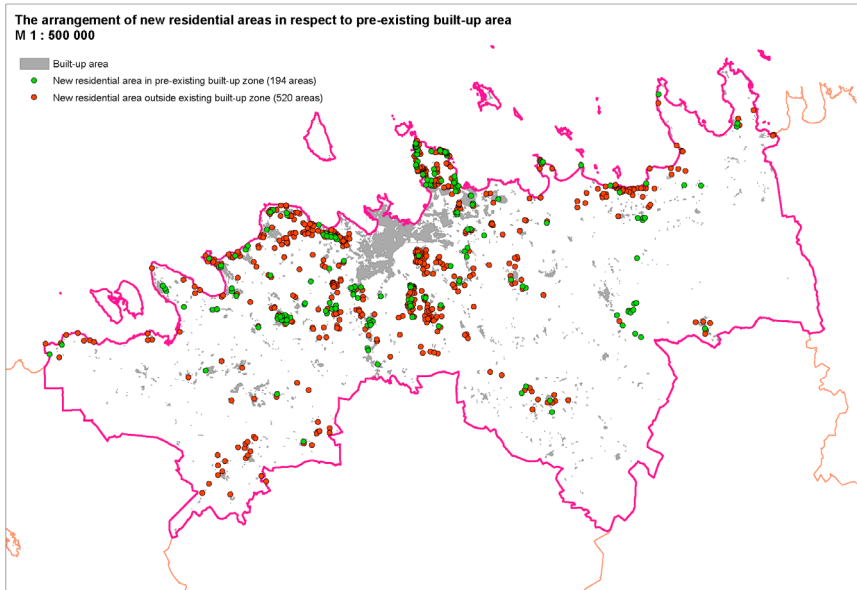 The arrangement of new residential areas in respect to pre-existing built-up area
M 1 : 500 000
Built-up area
New residential area in pre-existing built-up zone (194 areas)
New residential area outside existing built-up zone (520 areas)